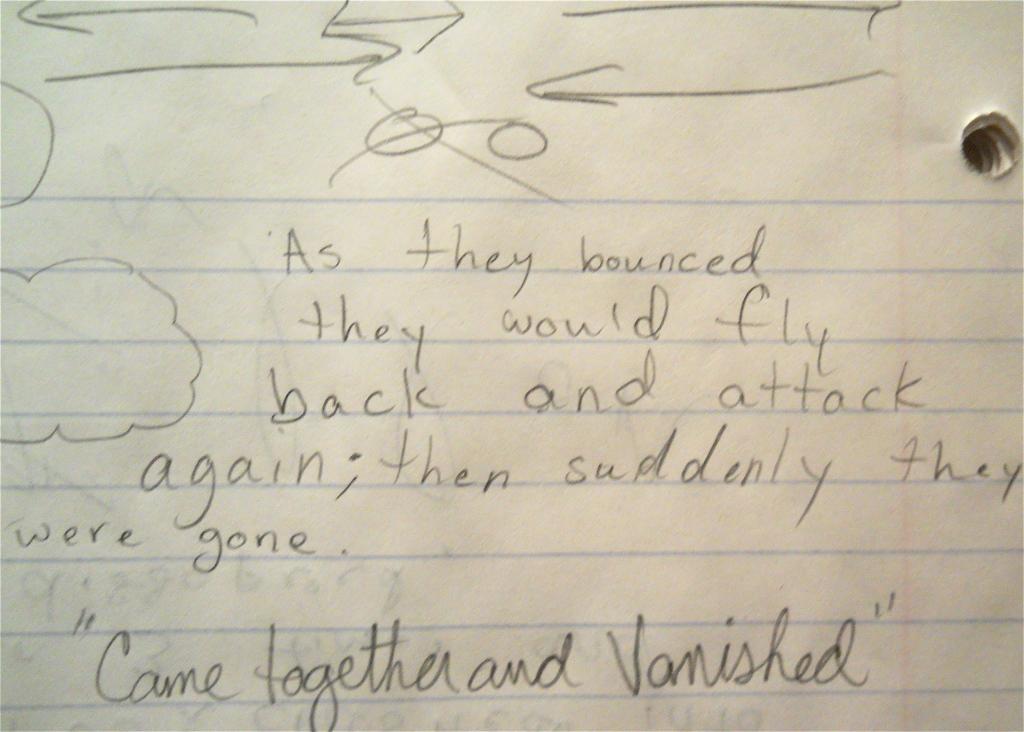 As they bounced
they would fly
back and attack
again; then suddenly they
were gone.
"Came together and Vanished"